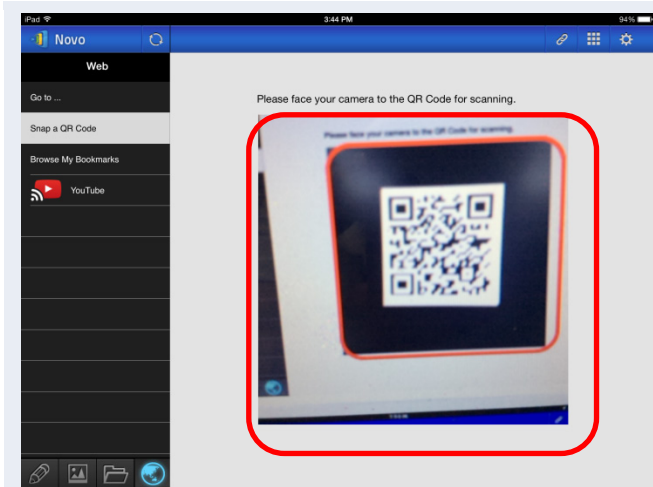 iPad 3:44 PM 94%
Novo
Web
Go to ...
Snap a QR Code
Browse My Bookmarks
YouTube
Please face your camera to the QR Code for scanning.
Please face your camera to the QR Code for scanning.